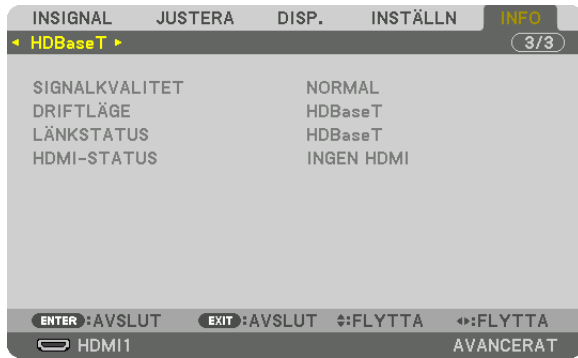 INSIGNAL JUSTERA DISP. INSTÄLLN INFO
HDBaseT 3/3
SIGNALKVALITET NORMAL
DRIFTLÄGE HDBaseT
LÄNKSTATUS HDBaseT
HDMI-STATUS INGEN HDMI
ENTER:AVSLUT EXIT:AVSLUT :FLYTTA :FLYTTA
HDMI1 AVANCERAT